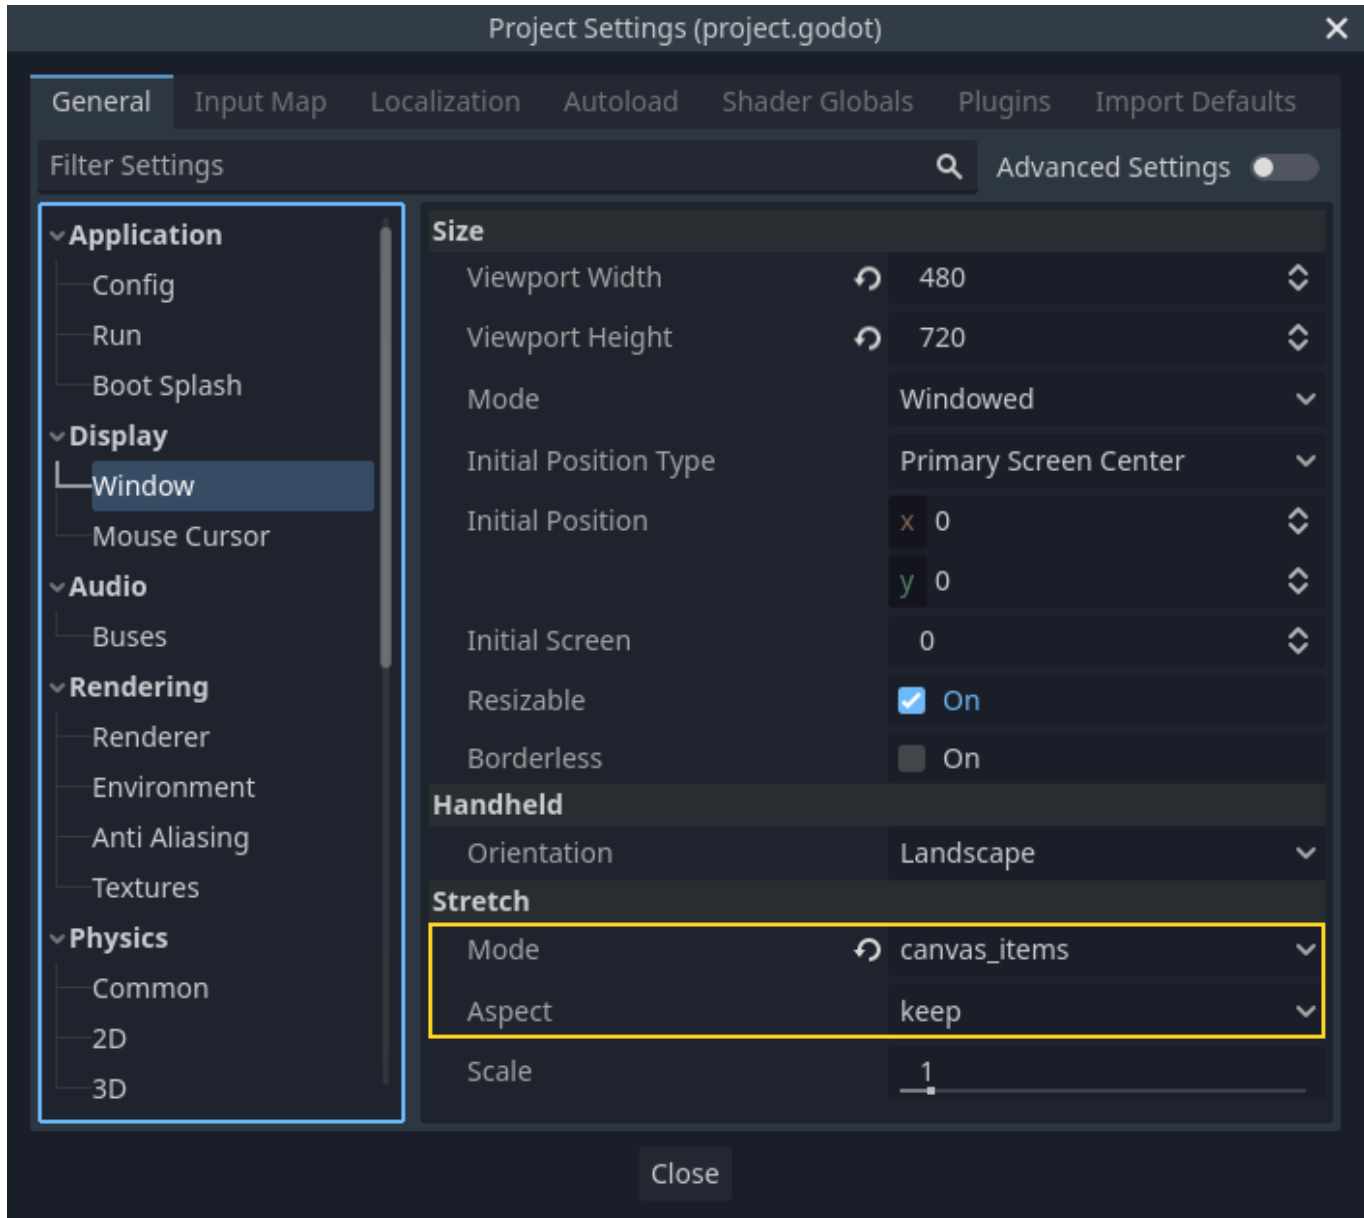 Project Settings (project.godot)
General Input Map Localization Autoload Shader Globals Plugins Import Defaults
Filter Settings Advanced Settings
Application
Config
Run
Boot Splash
Display
Window
Mouse Cursor
Audio
Buses
Rendering
Renderer
Environment
Anti Aliasing
Textures
Physics
Common
2D
3D
Size
Viewport Width 480
Viewport Height 720
Mode Windowed
Initial Position Type Primary Screen Center
Initial Position x 0
y 0
Initial Screen 0
Resizable On
Borderless On
Handheld
Orientation Landscape
Stretch
Mode canvas_items
Aspect keep
Scale 1
Close